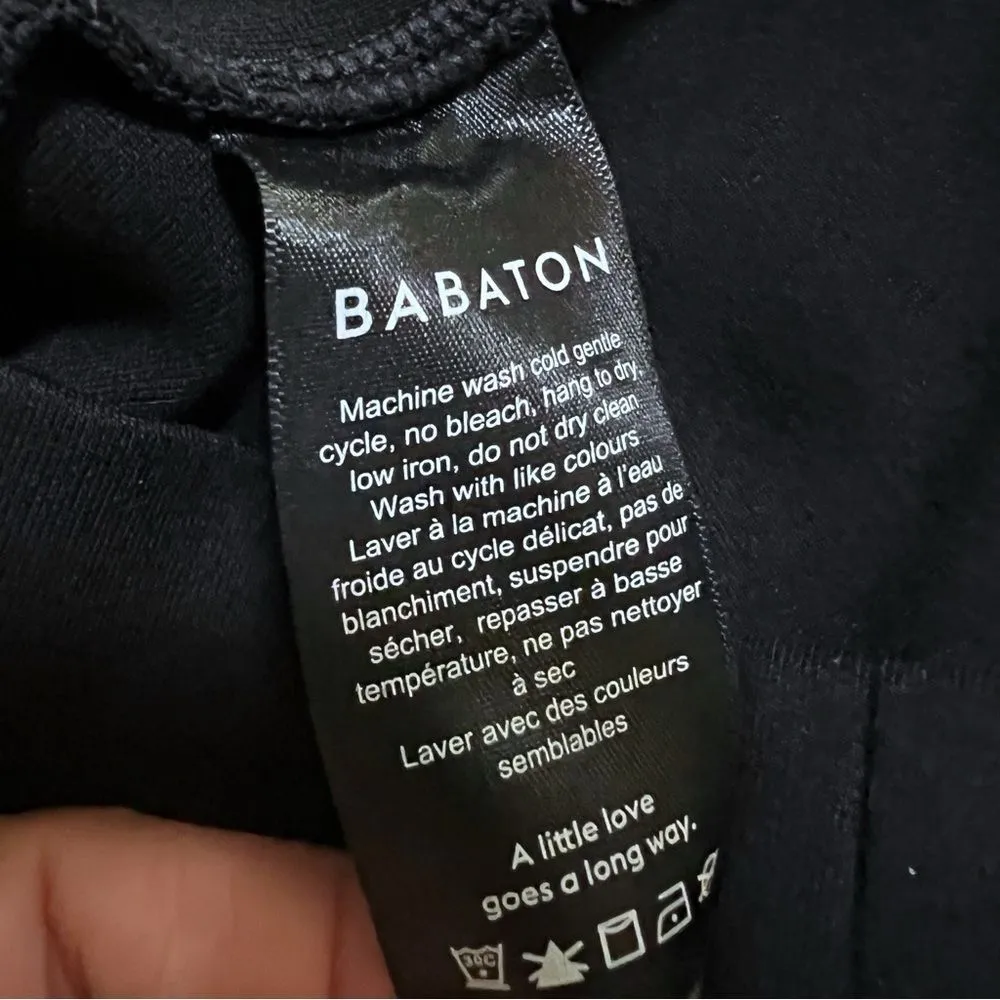 BABATON
Machine wash cold gentle
cycle, no bleach, hang to dry,
low iron, do not dry clean
Wash with like colours
Laver à la machine à l'eau
froide au cycle délicat, pas de
blanchiment, suspendre pour
sécher, repasser à basse
température, ne pas nettoyer
à sec
Laver avec des couleurs
semblables
A little love
goes a long way.
30C